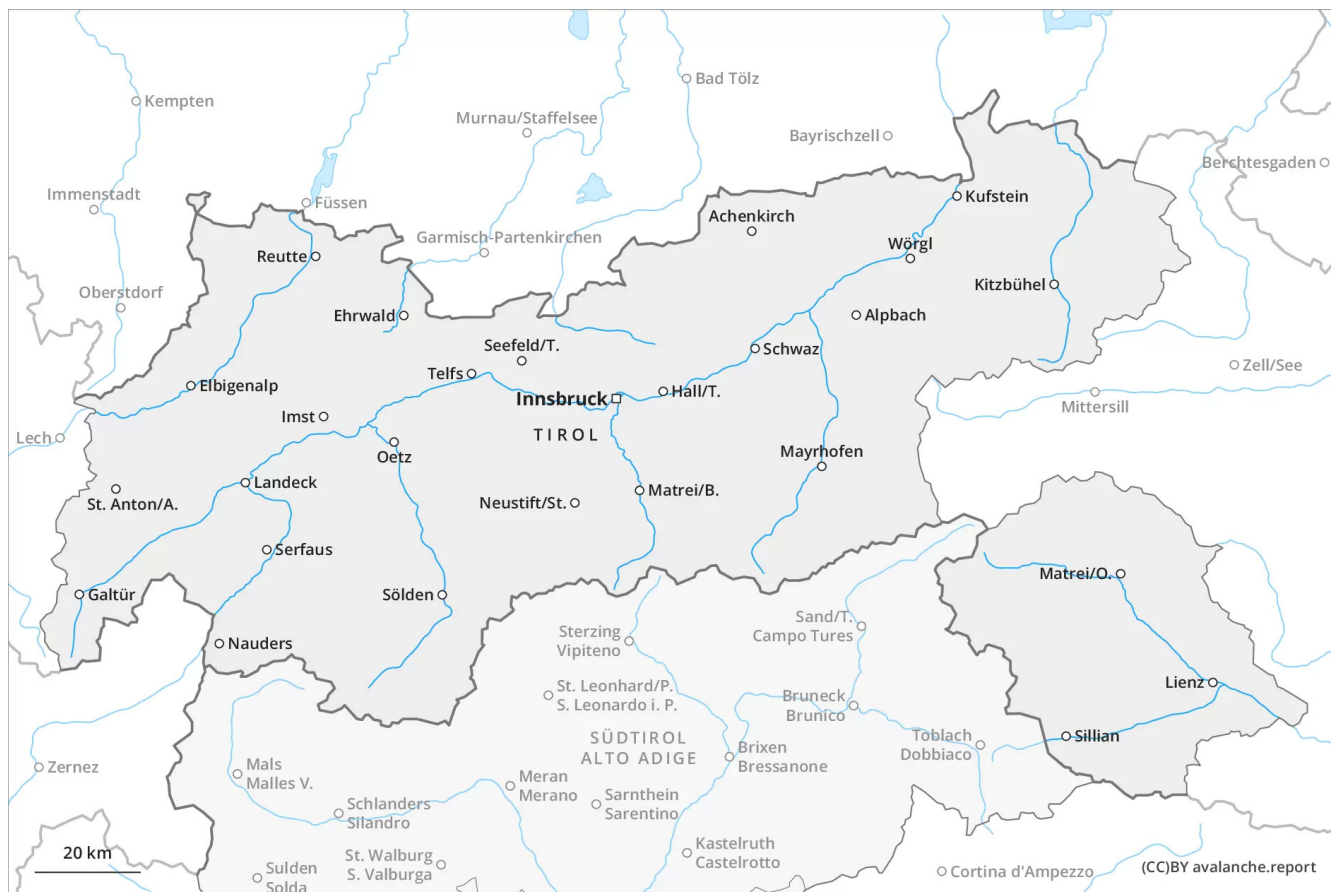 Bad Tölz
Kempten
Murnau/Staffelsee
Bayrischzell
Berchtesgaden
Immenstadt
Füssen
Kufstein
Achenkirch
Garmisch-Partenkirchen
Wörgl
Reutte
Kitzbühel
Oberstdorf
Ehrwald
Alpbach
Seefeld/T.
Schwaz
Zell/See
Telfs
Elbigenalp
Hall/T.
Innsbruck
Mittersill
Imst
TIROL
Lech
Oetz
Mayrhofen
Landeck
Matrei/B.
St. Anton/A.
Neustift/St.
Serfaus
Matrei/O.
Galtür
Sölden
Sand/T.
Campo Tures
Sterzing
Vipiteno
Nauders
Lienz
St. Leonhard/P.
S. Leonardo i. P.
Bruneck
Brunico
SÜDTIROL
ALTO ADIGE
Toblach
Dobbiaco
Sillian
Brixen
Bressanone
Zernez
Mals
Malles V.
Meran
Merano
Sarnthein
Sarentino
Schlanders
Silandro
Kastelruth
Castelrotto
20 km
St. Walburg
S. Valburga
Sulden
Solda
Cortina d'Ampezzo
(CC)BY avalanche.report